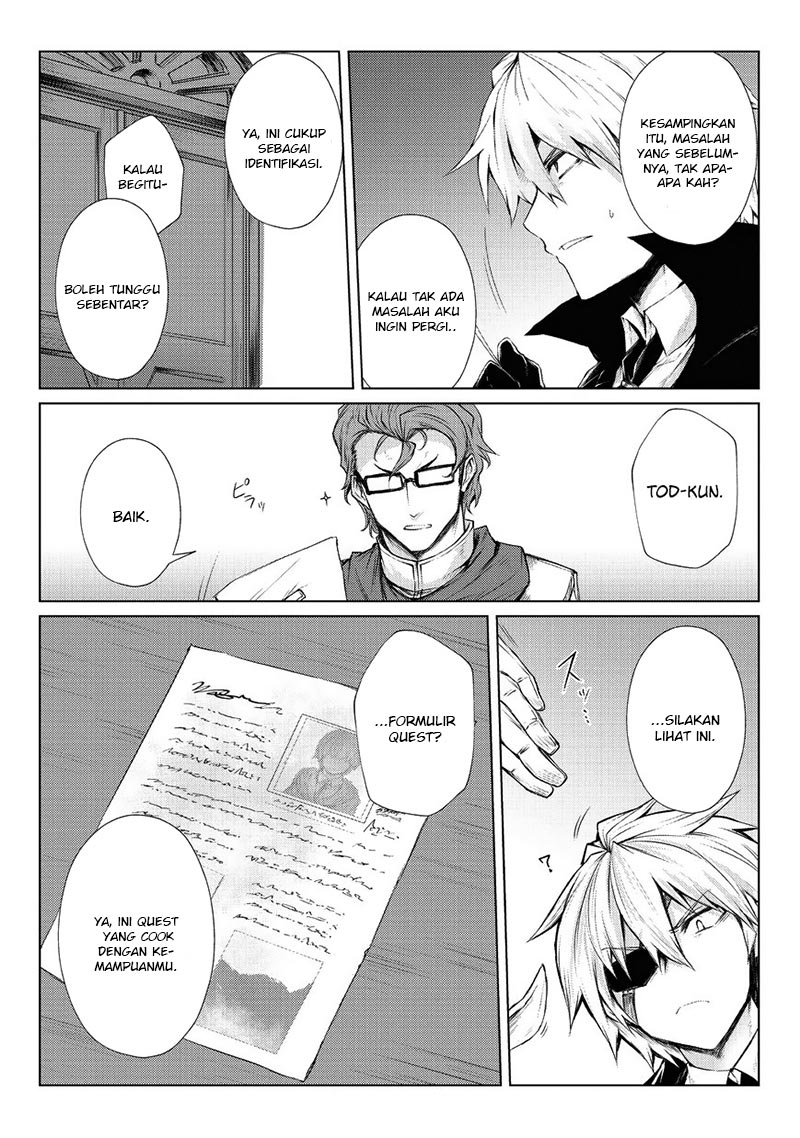 KESAMPINGKAN
ITU, MASALAH
YANG SEBELUM-
NYA, TAK APA-
APA KAH?
KALAU TAK ADA
MASALAH AKU
INGIN PERGI..
YA, INI CUKUP
SEBAGAI
IDENTIFIKASI.
KALAU
BEGITU-
BOLEH TUNGGU
SEBENTAR?
TOD-KUN.
ピラッ
BAIK.
...SILAKAN
LIHAT INI.
スッ...
?
...FORMULIR
QUEST?
YA, INI QUEST
YANG COOK
DENGAN KE-
MAMPUANMU.